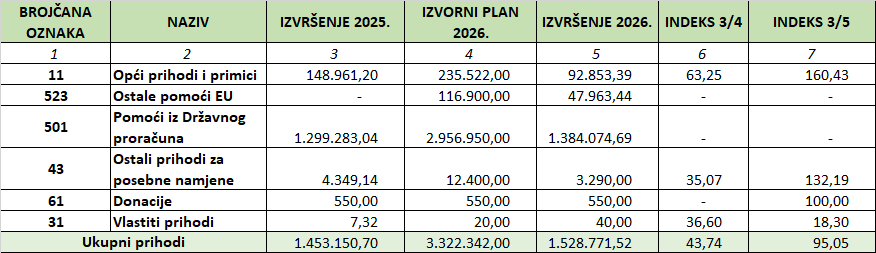 BROJČANA OZNAKA | NAZIV | IZVRŠENJE 2025. | IZVORNI PLAN 2026. | IZVRŠENJE 2026. | INDEKS 3/4 | INDEKS 3/5
1 | 2 | 3 | 4 | 5 | 6 | 7
11 | Opći prihodi i primici | 148.961,20 | 235.522,00 | 92.853,39 | 63,25 | 160,43
523 | Ostale pomoći EU | - | 116.900,00 | 47.963,44 | - | -
501 | Pomoći iz Državnog proračuna | 1.299.283,04 | 2.956.950,00 | 1.384.074,69 | - | -
43 | Ostali prihodi za posebne namjene | 4.349,14 | 12.400,00 | 3.290,00 | 35,07 | 132,19
61 | Donacije | 550,00 | 550,00 | 550,00 | - | 100,00
31 | Vlastiti prihodi | 7,32 | 20,00 | 40,00 | 36,60 | 18,30
Ukupni prihodi | 1.453.150,70 | 3.322.342,00 | 1.528.771,52 | 43,74 | 95,05